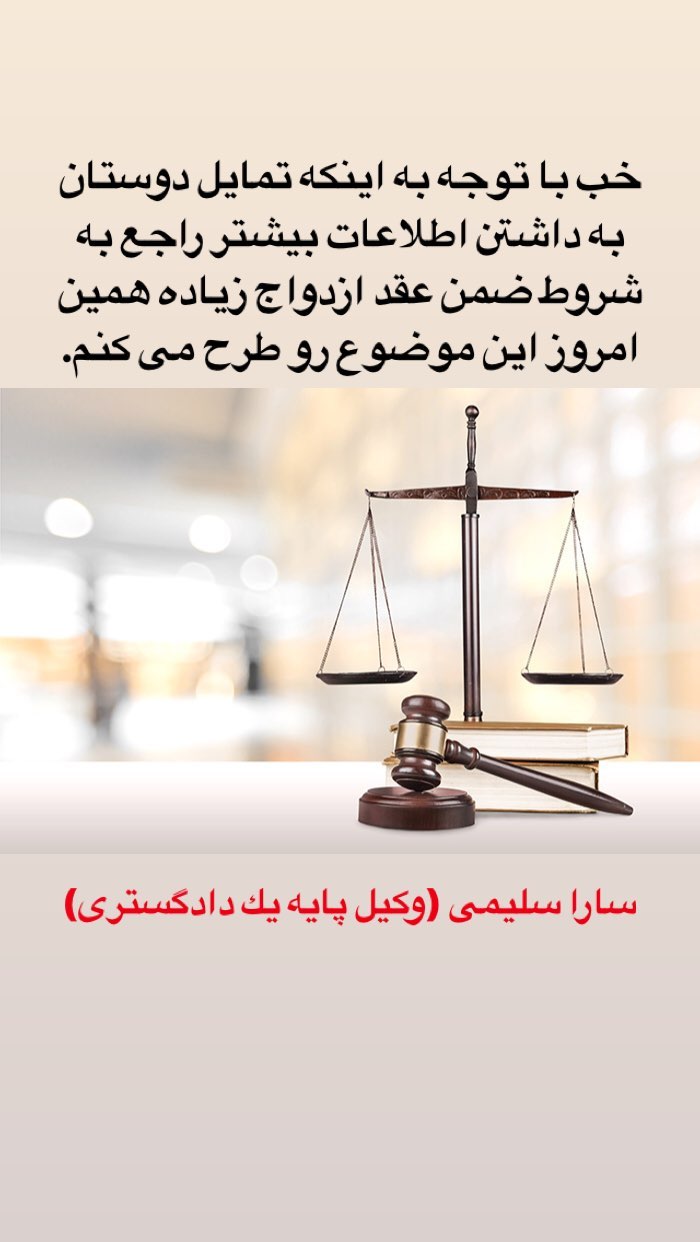 خب با توجه به اینکه تمایل دوستان
به داشتن اطلاعات بیشتر راجع به
شروط ضمن عقد ازدواج زیاده همین
امروز این موضوع رو طرح می کنم.
سارا سلیمی (وکیل پایه یك دادگستری)